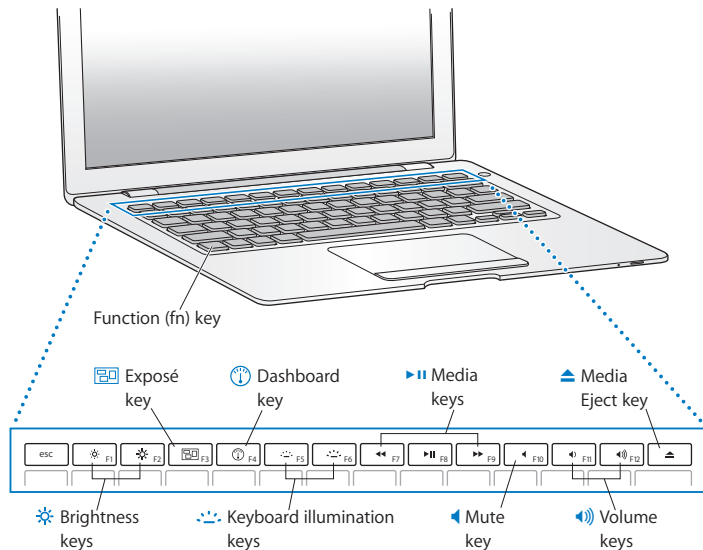 Function (fn) key
Exposé
key
Dashboard
key
Media
keys
Media
Eject key
esc F1 F2 F3 F4 F5 F6 F7 F8 F9 F10 F11 F12
Brightness
keys
Keyboard illumination
keys
Mute
key
Volume
keys